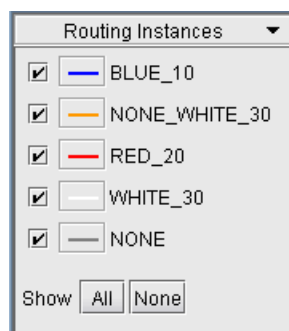 Routing Instances
BLUE_10
NONE_WHITE_30
RED_20
WHITE_30
NONE
Show All None